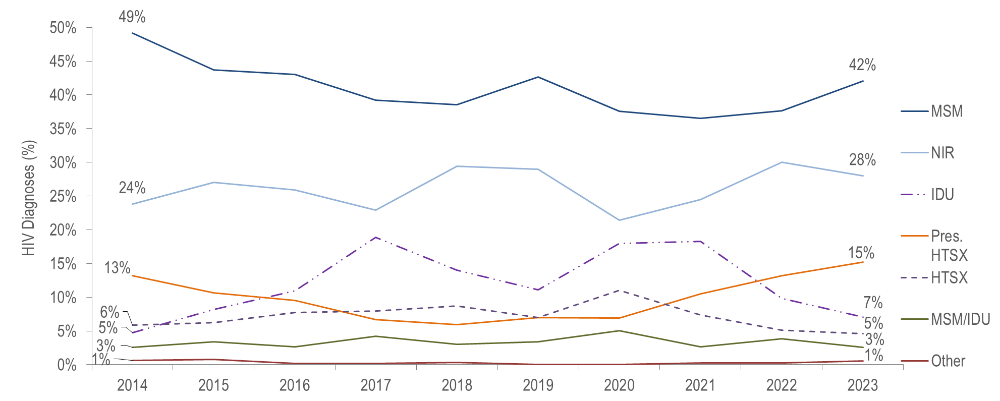 49%
50%
45%
42%
40%
MSM
35%
HIV Diagnoses (%)
30%
NIR
28%
25%
24%
IDU
20%
Pres.
HTSX
15%
15%
13%
HTSX
10%
7%
6%
5%
5%
5%
MSM/IDU
3%
3%
1%
1%
0%
Other
2014 2015 2016 2017 2018 2019 2020 2021 2022 2023